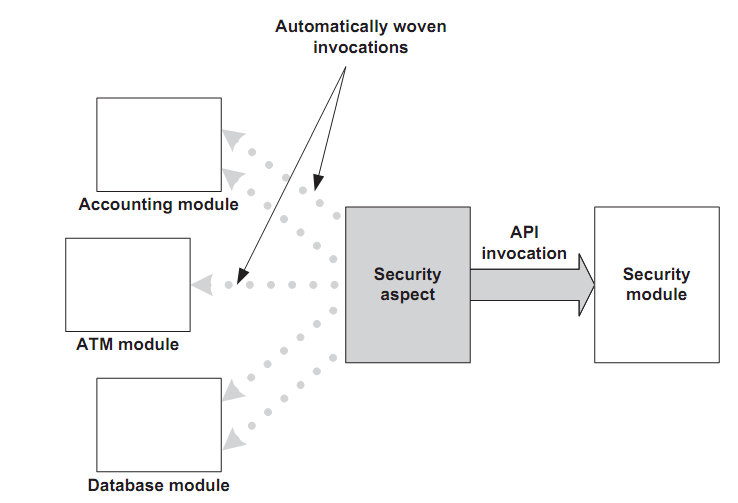 Automatically woven
invocations
Accounting module
API
invocation
Security
aspect
Security
module
ATM module
Database module